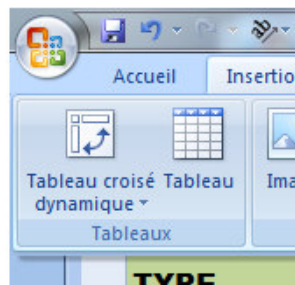 Accueil
Insertio
Tableau croisé
dynamique
Tableau
Ima
Tableaux
TYPE